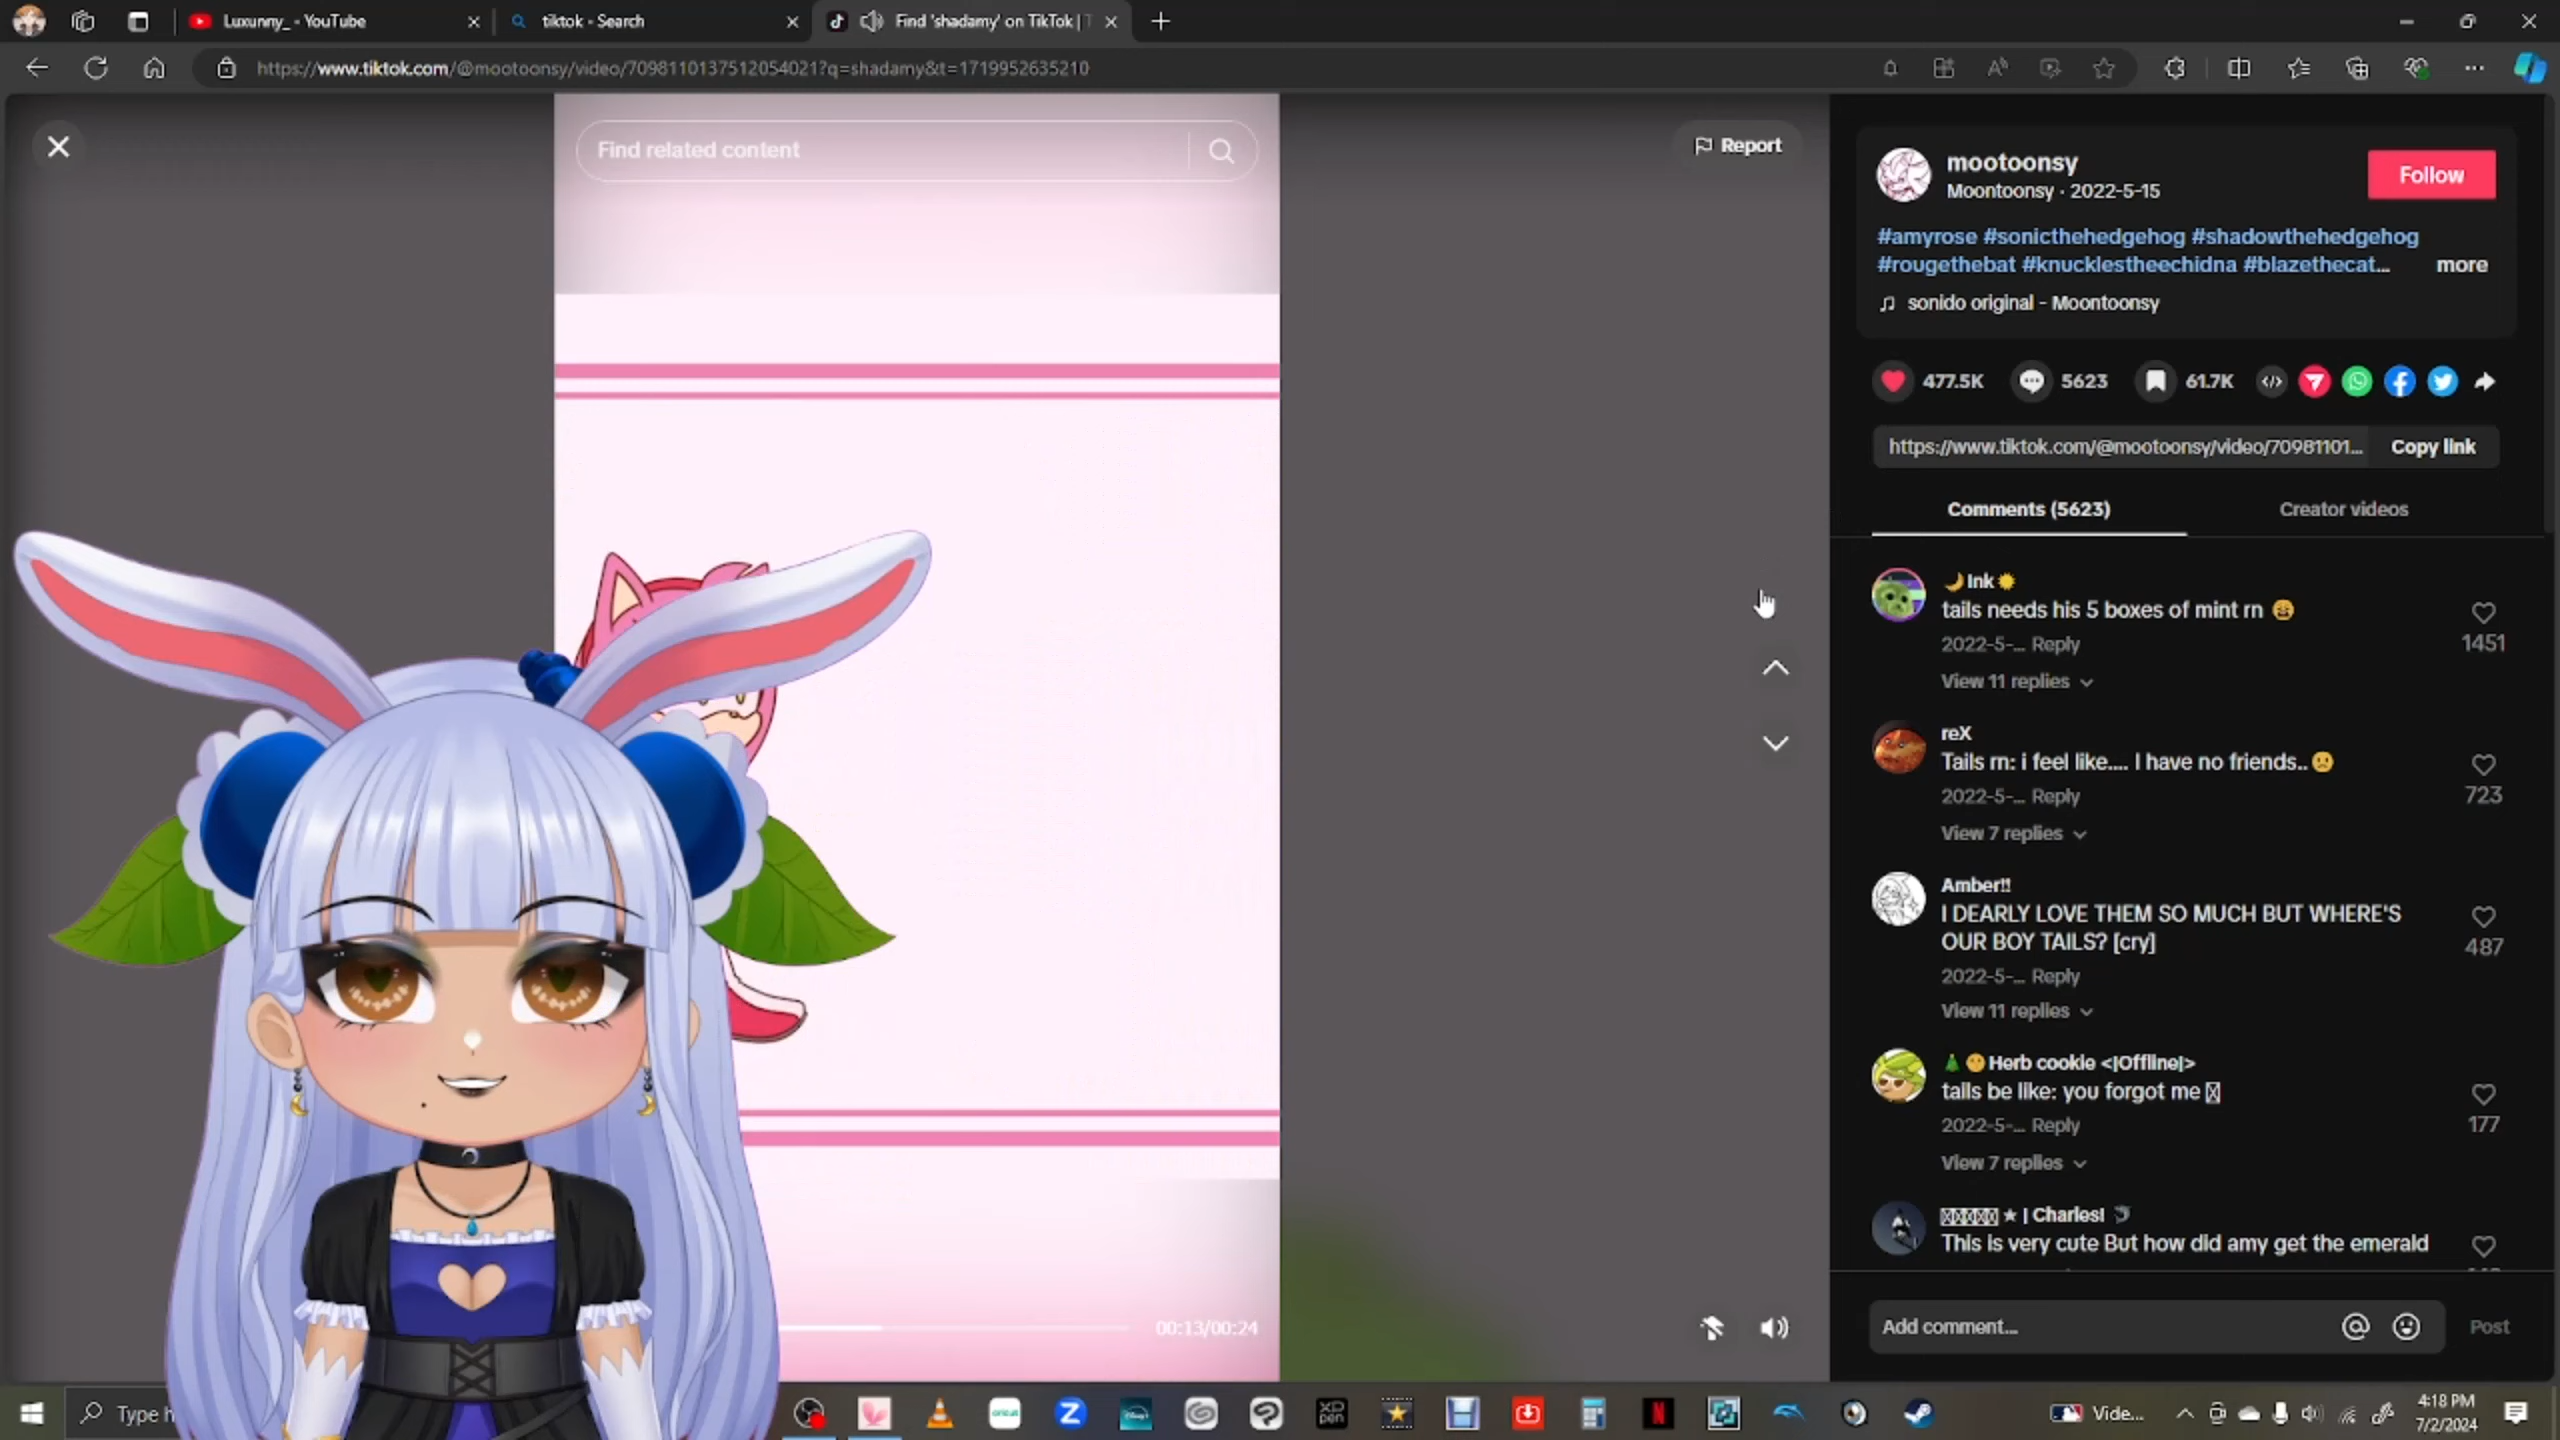 Luxunny_ - YouTube
tiktok - Search
Find 'shadamy' on TikTok |
https://www.tiktok.com/@mootoonsy/video/7098110137512054021?q=shadamy&t=1719952635210
Find related content
Report
mootoonsy
Moontoonsy · 2022-5-15
Follow
#amyrose #sonicthehedgehog #shadowthehedgehog
#rougethebat #knucklestheechidna #blazethecat... more
sonido original - Moontoonsy
477.5K 5623 61.7K
https://www.tiktok.com/@mootoonsy/video/70981101... Copy link
Comments (5623) Creator videos
Ink
tails needs his 5 boxes of mint rn
1451
2022-5-... Reply
View 11 replies
reX
Tails rn: i feel like.... I have no friends..
723
2022-5-... Reply
View 7 replies
Amber!!
I DEARLY LOVE THEM SO MUCH BUT WHERE'S
OUR BOY TAILS? [cry]
487
2022-5-... Reply
View 11 replies
Herb cookie <|Offline|>
talls be like: you forgot me
177
2022-5-... Reply
View 7 replies
★ | Charles!
This is very cute But how did amy get the emerald
00:13/00:24
Add comment... Post
Type h
cricut
Disney+
XP PEN
Vide...
4:18 PM
7/2/2024